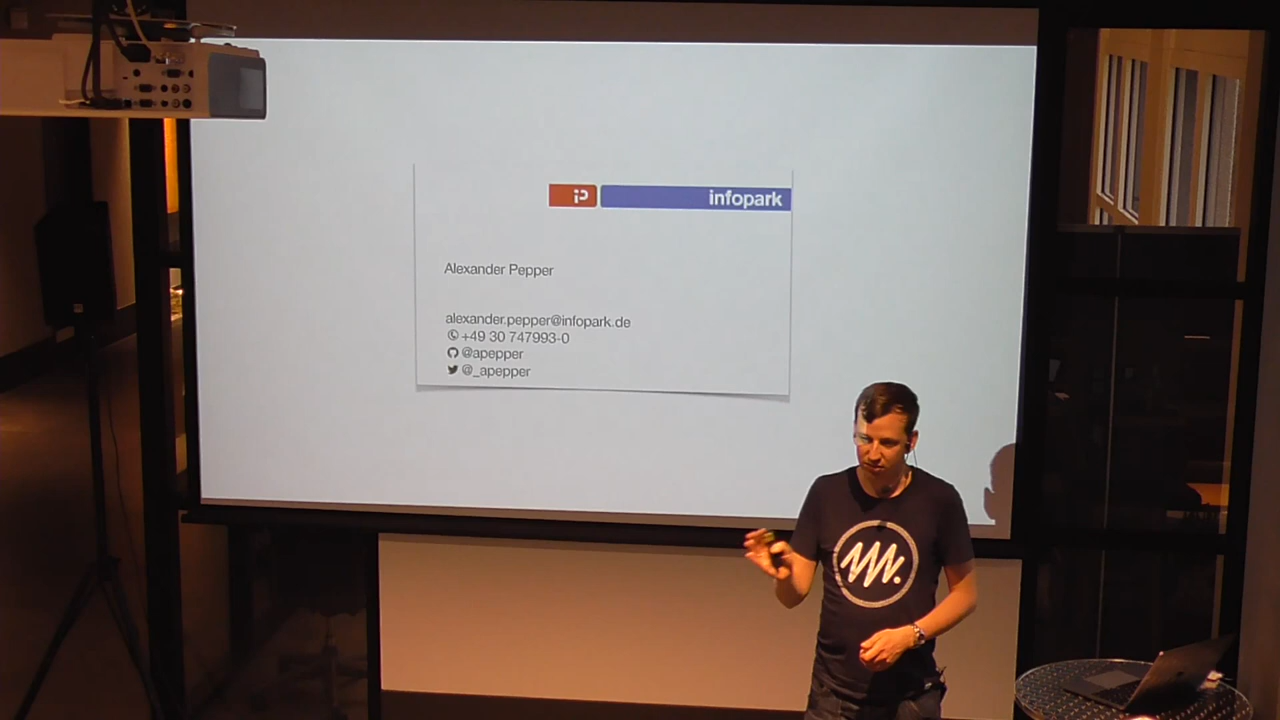 iP infopark
Alexander Pepper
alexander.pepper@infopark.de
+49 30 747993-0
@apepper
@_apepper